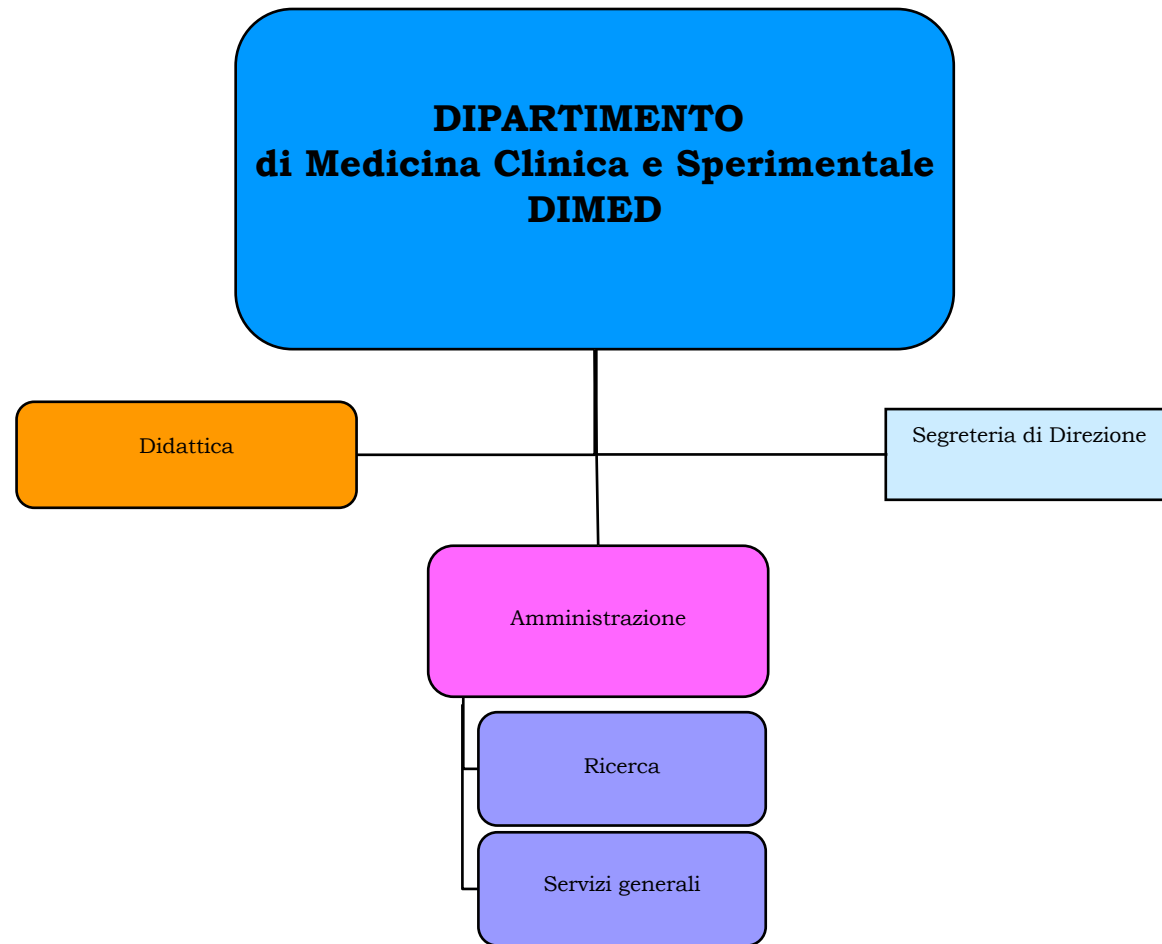 DIPARTIMENTO
di Medicina Clinica e Sperimentale
DIMED
Didattica
Segreteria di Direzione
Amministrazione
Ricerca
Servizi generali